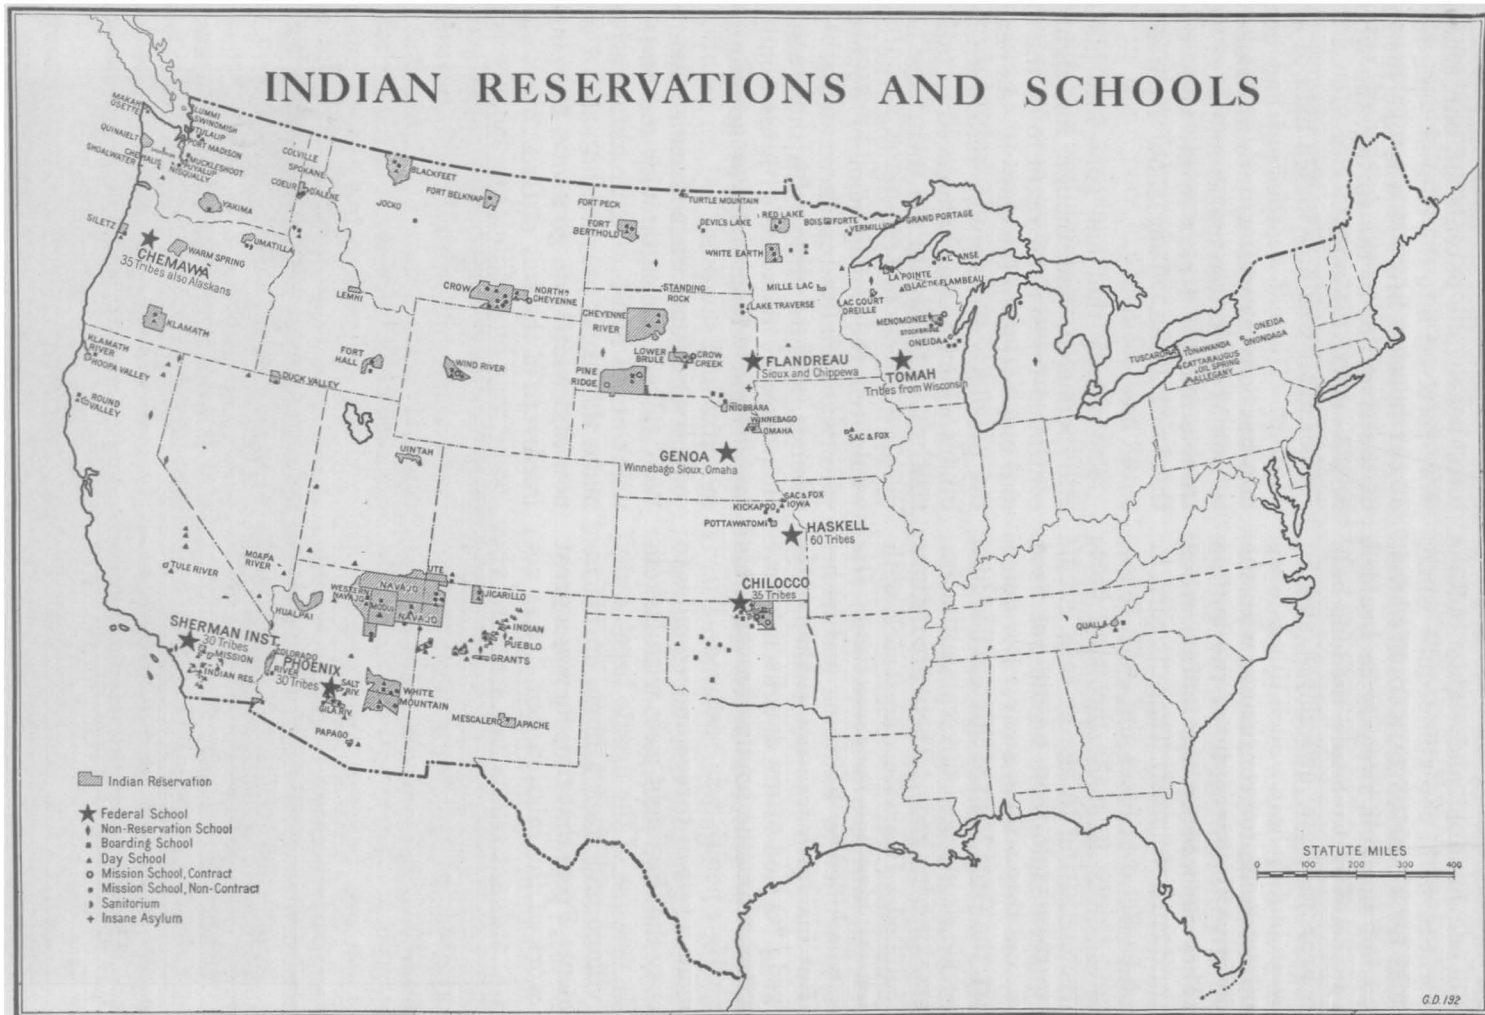 INDIAN RESERVATIONS AND SCHOOLS
MAKAH
OSETTE
LUMMI
SWINOMISH
TULALIP
PORT MADISON
QUINAIELT
CHEHALIS
SHOALWATER
MUCKLESHOOT
PUYALUP
NISQUALLY
COLVILLE
SPOKANE
COEUR D'ALENE
YAKIMA
SILETZ
UMATILLA
WARM SPRING
CHEMAWA
35 Tribes also Alaskans
KLAMATH
KLAMATH
RIVER
HOOPA VALLEY
ROUND
VALLEY
BLACKFEET
JOCKO
FORT BELKNAP
FORT PECK
FORT
BERTHOLD
TURTLE MOUNTAIN
DEVILS LAKE
RED LAKE
BOIS FORTE
VERMILLION
GRAND PORTAGE
WHITE EARTH
MILLE LAC
L'ANSE
LA POINTE
LAC DE FLAMBEAU
LAC COURT
OREILLE
LEMHI
CROW
NORTH
CHEYENNE
STANDING
ROCK
LAKE TRAVERSE
CHEYENNE
RIVER
MENOMONEE
STOCKBRIDGE
ONEIDA
FORT
HALL
WIND RIVER
DUCK VALLEY
LOWER
BRULE
CROW
CREEK
PINE
RIDGE
FLANDREAU
Sioux and Chippewa
TOMAH
Tribes from Wisconsin
ONEIDA
ONONDAGA
TUSCARORA
TONAWANDA
CATTARAUGUS
OIL SPRING
ALLEGANY
NIOBRARA
WINNEBAGO
OMAHA
SAC & FOX
GENOA
Winnebago Sioux, Omaha
UINTAH
SAC & FOX
IOWA
KICKAPOO
POTTAWATOMI
HASKELL
60 Tribes
TULE RIVER
MOAPA
RIVER
UTE
WESTERN
NAVAJO
NAVAJO
MOQUI
NAVAJO
JICARILLO
HUALPAI
CHILOCCO
35 Tribes
SHERMAN INST.
30 Tribes
MISSION
INDIAN RES.
COLORADO
RIVER
PHOENIX
30 Tribes
SALT
RIV.
GILA RIV.
PAPAGO
WHITE
MOUNTAIN
INDIAN
PUEBLO
GRANTS
MESCALERO APACHE
QUALLA
Indian Reservation
Federal School
Non-Reservation School
Boarding School
Day School
Mission School, Contract
Mission School, Non-Contract
Sanitorium
Insane Asylum
STATUTE MILES
0 100 200 300 400
G.D. 192